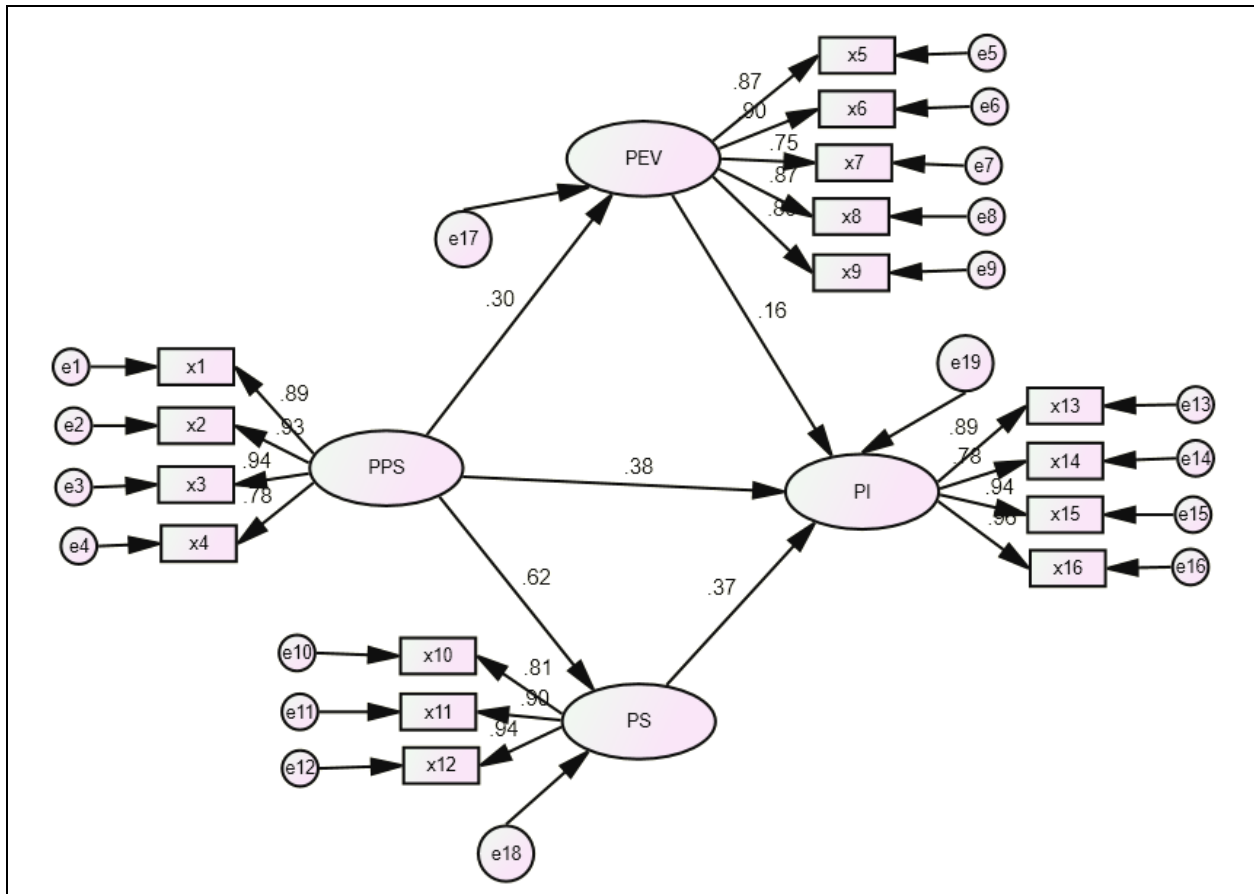 x5
e5
.87
x6
e6
.90
PEV
.75
x7
e7
.87
x8
e8
x9
e9
e17
.30
.16
e19
e1
x1
.89
x13
e13
.89
e2
x2
.93
.78
x14
e14
PPS
.38
PI
.94
e3
x3
.94
x15
e15
.78
.96
e4
x4
x16
e16
.62
.37
e10
x10
.81
.90
e11
x11
PS
.94
e12
x12
e18